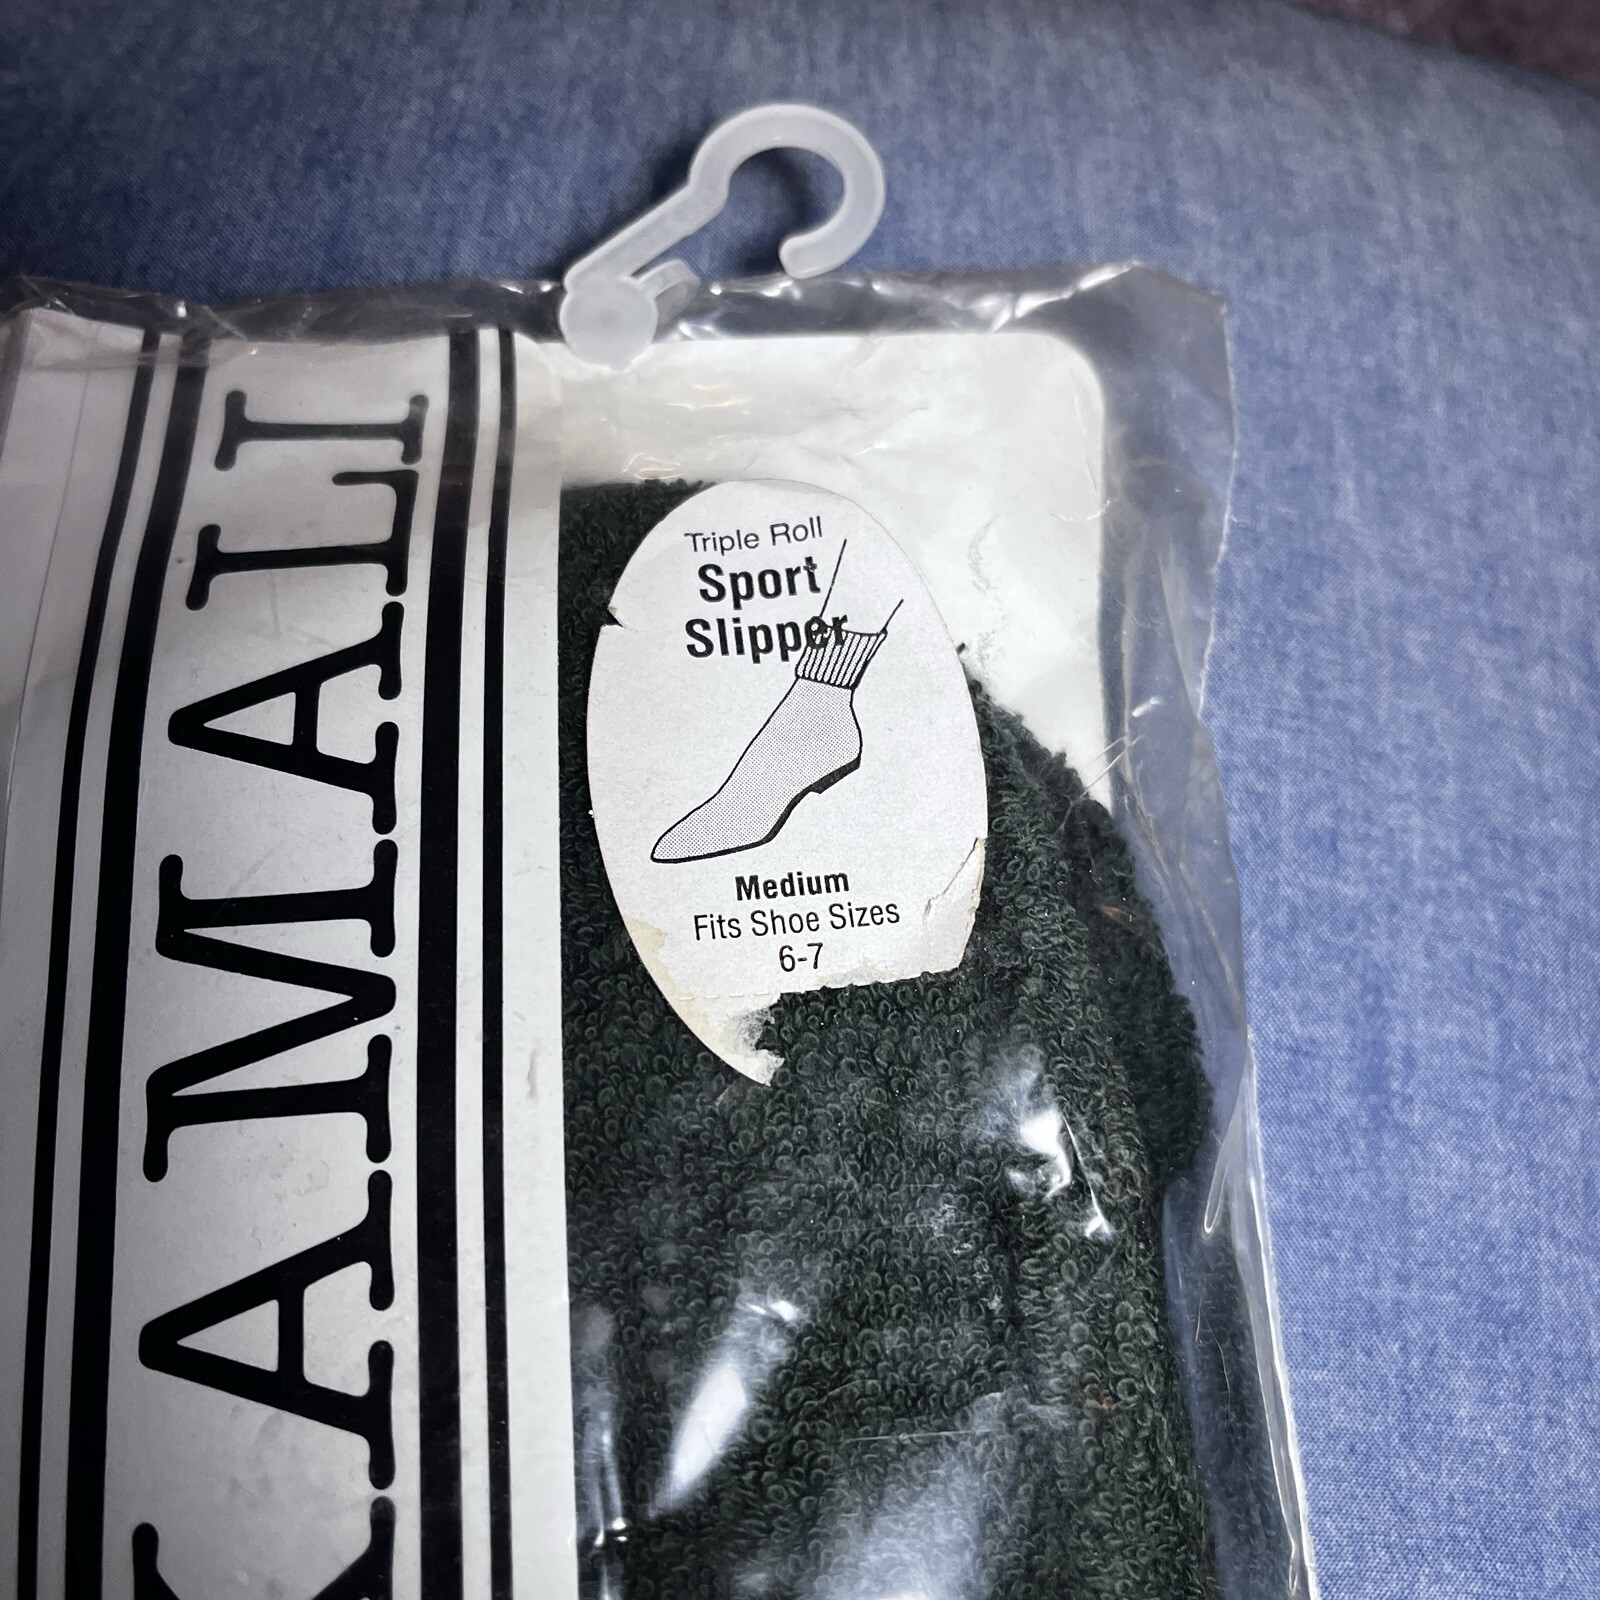 KAMALI
Triple Roll
Sport
Slipper
Medium
Fits Shoe Sizes
6-7